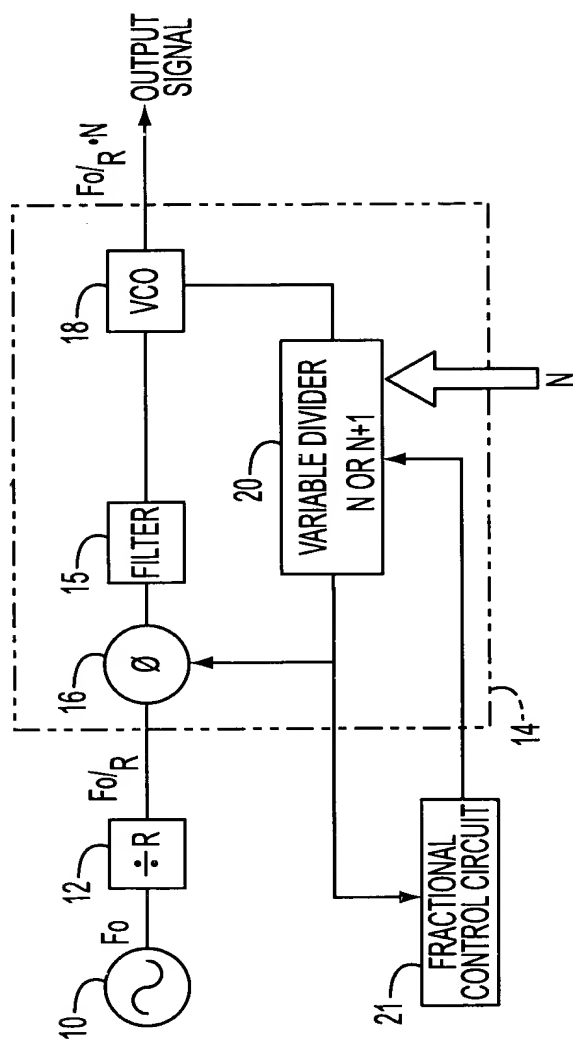 10
Fo
12
÷R
Fo/R
16
Ø
15
FILTER
18
VCO
Fo/R •N
OUTPUT
SIGNAL
20
VARIABLE DIVIDER
N OR N+1
N
14
21
FRACTIONAL
CONTROL CIRCUIT